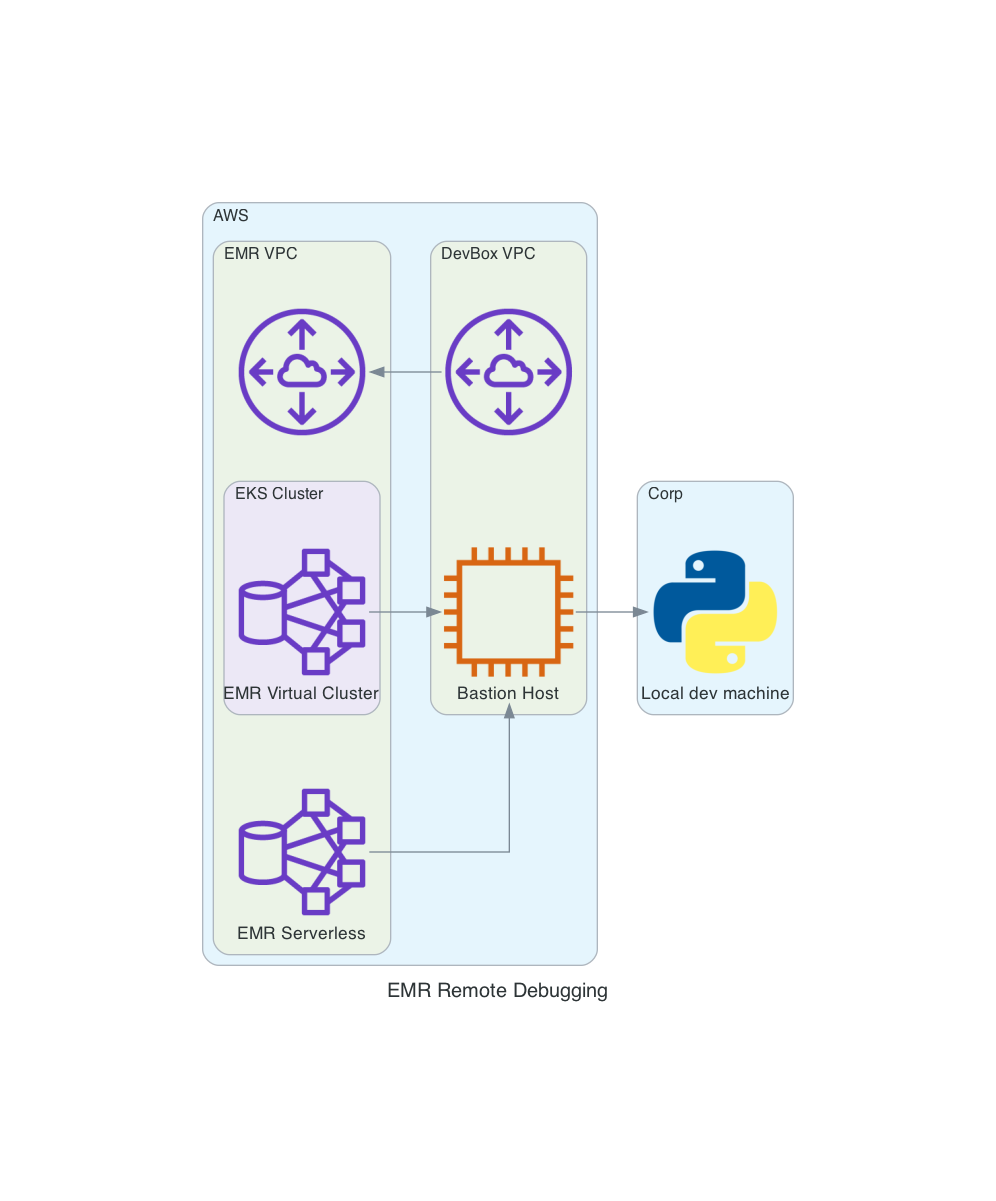 AWS
EMR VPC
DevBox VPC
EKS Cluster
Corp
EMR Virtual Cluster
Bastion Host
Local dev machine
EMR Serverless
EMR Remote Debugging